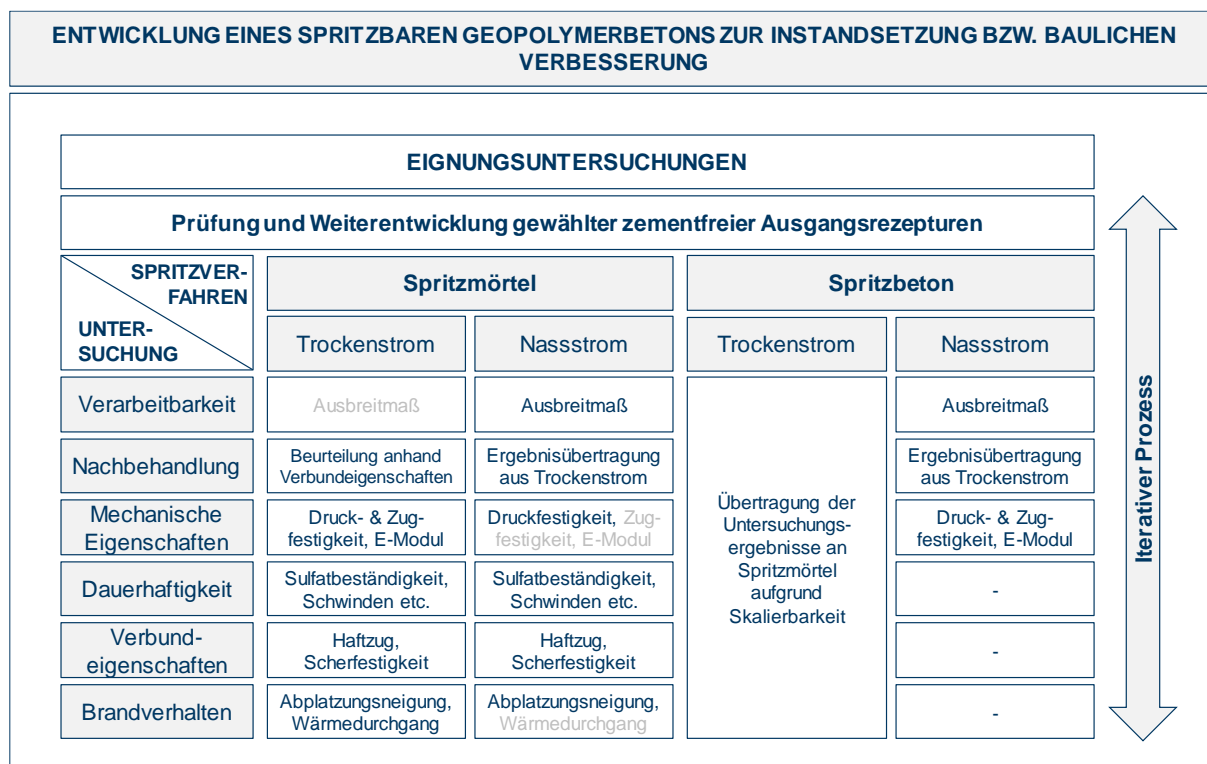 ENTWICKLUNG EINES SPRITZBAREN GEOPOLYMERBETONS ZUR INSTANDSETZUNG BZW. BAULICHEN
VERBESSERUNG
EIGNUNGSUNTERSUCHUNGEN
Prüfung und Weiterentwicklung gewählter zementfreier Ausgangsrezepturen
SPRITZVER-
FAHREN
UNTER-
SUCHUNG
Spritzmörtel
Spritzbeton
Trockenstrom
Nassstrom
Trockenstrom
Nassstrom
Verarbeitbarkeit
Ausbreitmaß
Ausbreitmaß
Ausbreitmaß
Nachbehandlung
Beurteilung anhand
Verbundeigenschaften
Ergebnisübertragung
aus Trockenstrom
Ergebnisübertragung
aus Trockenstrom
Mechanische
Eigenschaften
Druck- & Zug-
festigkeit, E-Modul
Druckfestigkeit, Zug-
festigkeit, E-Modul
Druck- & Zug-
festigkeit, E-Modul
Übertragung der
Untersuchungs-
ergebnisse an
Spritzmörtel
aufgrund
Skalierbarkeit
Dauerhaftigkeit
Sulfatbeständigkeit,
Schwinden etc.
Sulfatbeständigkeit,
Schwinden etc.
-
Verbund-
eigenschaften
Haftzug,
Scherfestigkeit
Haftzug,
Scherfestigkeit
-
Brandverhalten
Abplatzungsneigung,
Wärmedurchgang
Abplatzungsneigung,
Wärmedurchgang
-
Iterativer Prozess